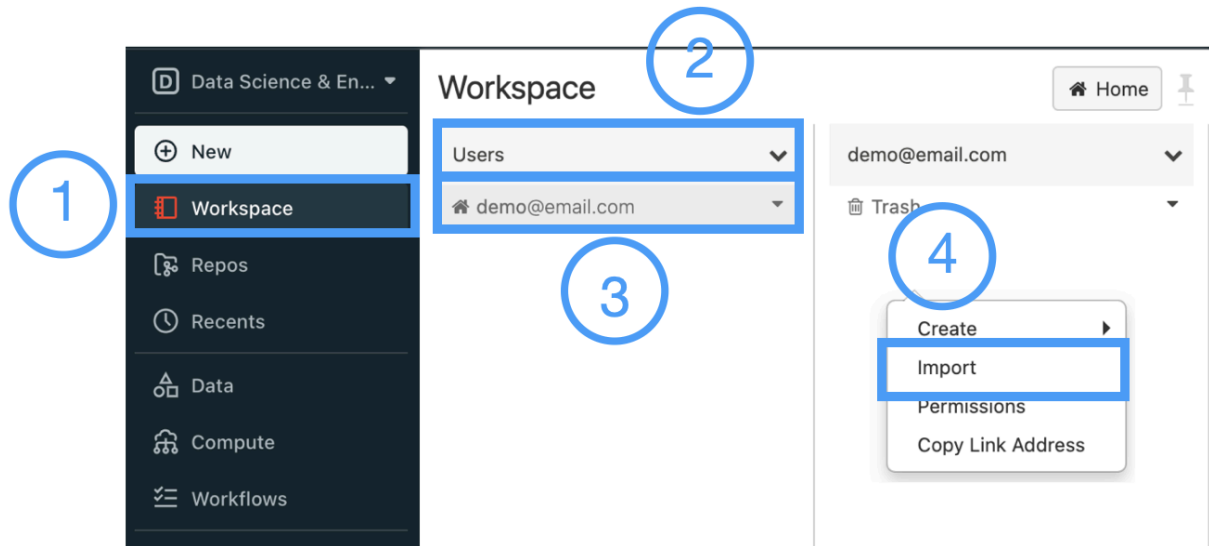 2
Data Science & En...
Workspace
Home
New
Users
demo@email.com
1
Workspace
demo@email.com
Trash
Repos
3
4
Recents
Create
Import
Data
Permissions
Compute
Copy Link Address
Workflows